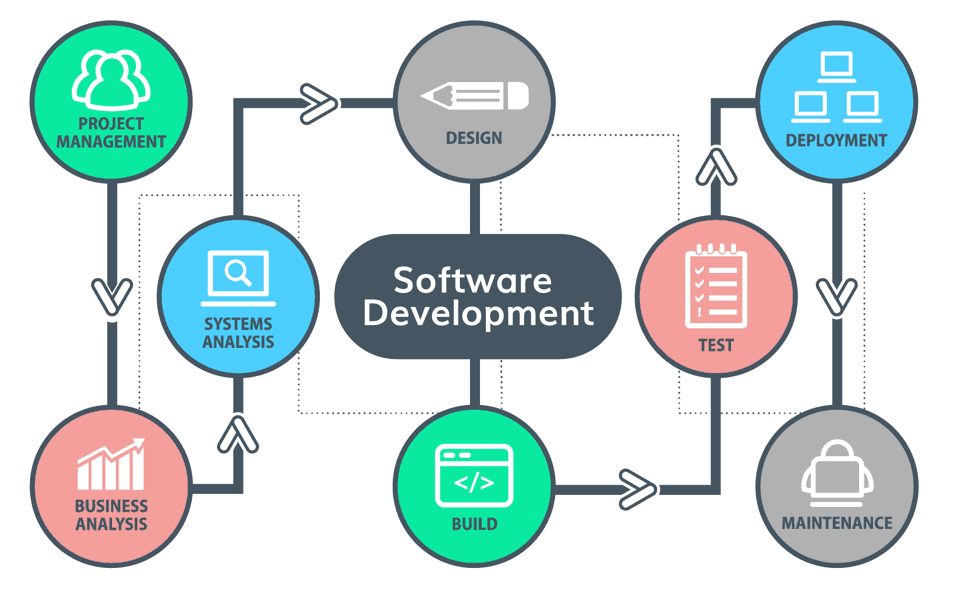 PROJECT
MANAGEMENT
BUSINESS
ANALYSIS
SYSTEMS
ANALYSIS
DESIGN
Software
Development
</>
BUILD
TEST
DEPLOYMENT
MAINTENANCE